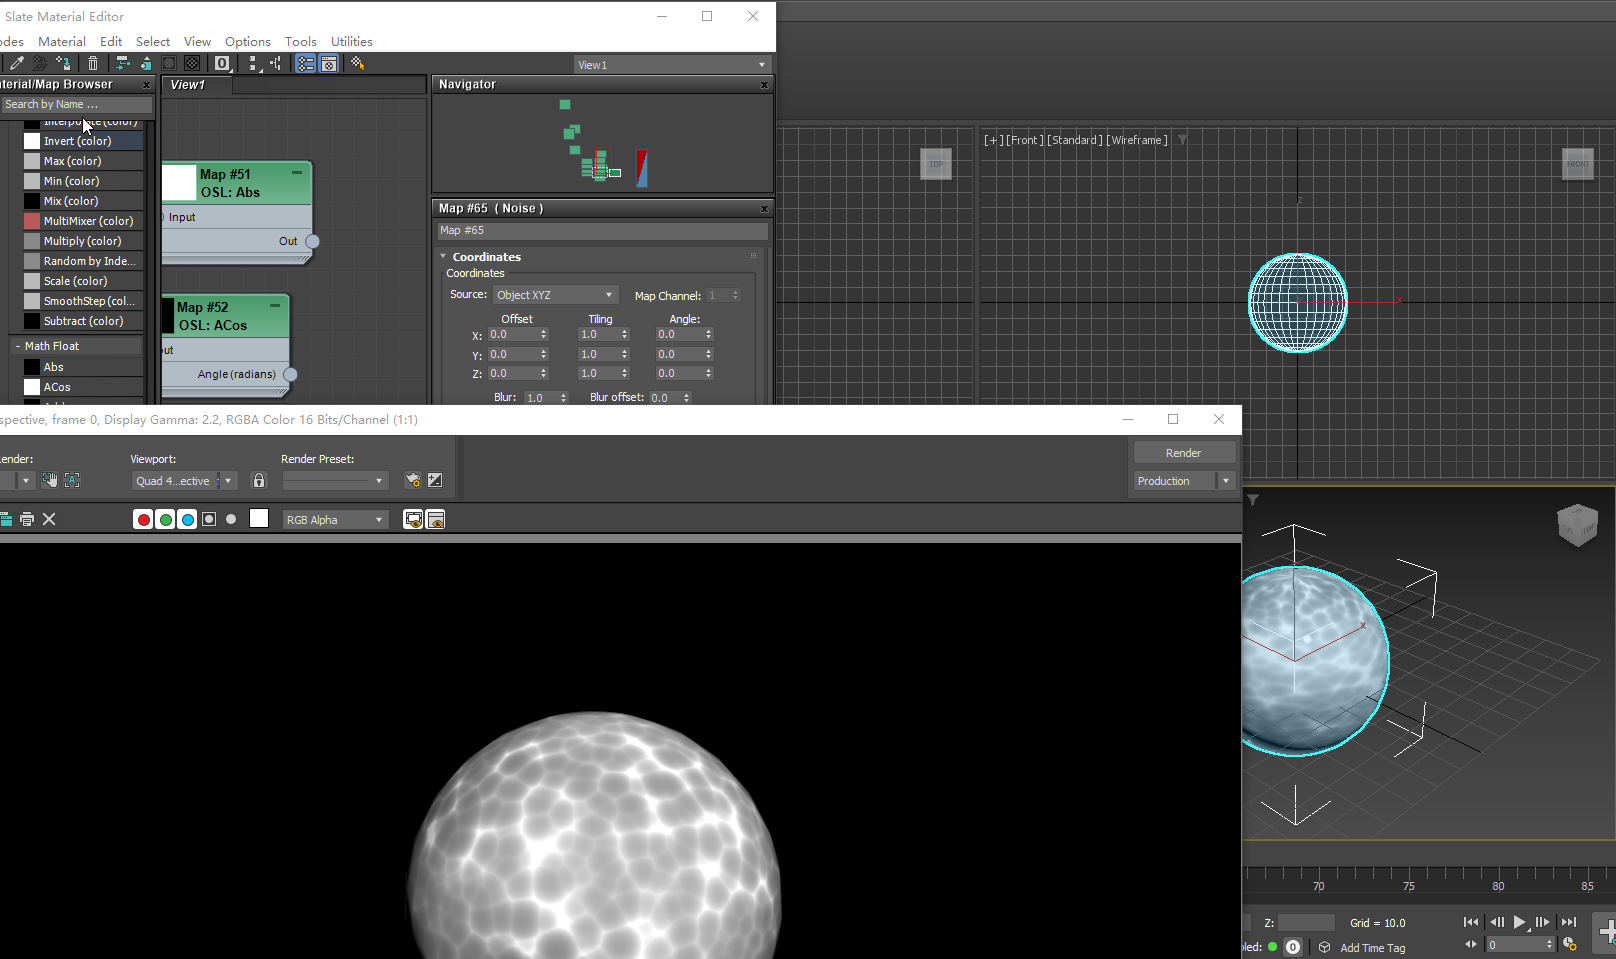 Slate Material Editor
odes Material Edit Select View Options Tools Utilities
View1
terial/Map Browser
View1
Navigator
Search by Name ...
Interpolate (color)
Invert (color)
Max (color)
Min (color)
Mix (color)
MultiMixer (color)
Multiply (color)
Random by Inde...
Scale (color)
SmoothStep (col...
Subtract (color)
- Math Float
Abs
ACos
Map #51
OSL: Abs
Input
Out
Map #52
OSL: ACos
out
Angle (radians)
Map #65 ( Noise )
Map #65
Coordinates
Coordinates
Source: Object XYZ Map Channel: 1
Offset Tiling Angle:
X: 0.0 1.0 0.0
Y: 0.0 1.0 0.0
Z: 0.0 1.0 0.0
Blur: 1.0 Blur offset: 0.0
[+] [Front] [Standard] [Wireframe]
TOP
FRONT
z
x
spective, frame 0, Display Gamma: 2.2, RGBA Color 16 Bits/Channel (1:1)
ender:
Viewport:
Render Preset:
Quad 4...ective
Render
Production
RGB Alpha
x
70 75 80 85
Z: Grid = 10.0
led: 0 Add Time Tag
0